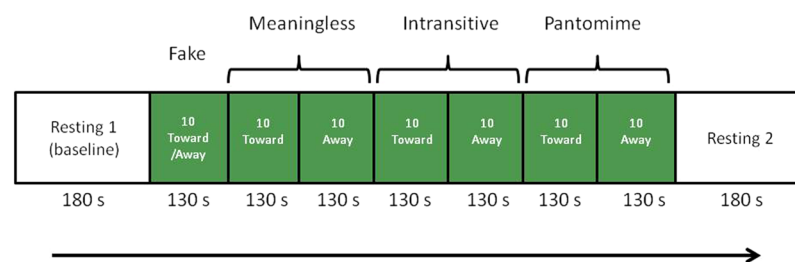 Meaningless Intransitive Pantomime
Fake
Resting 1
(baseline)
10
Toward
/Away
10
Toward
10
Away
10
Toward
10
Away
10
Toward
10
Away
Resting 2
180 s 130 s 130 s 130 s 130 s 130 s 130 s 130 s 180 s